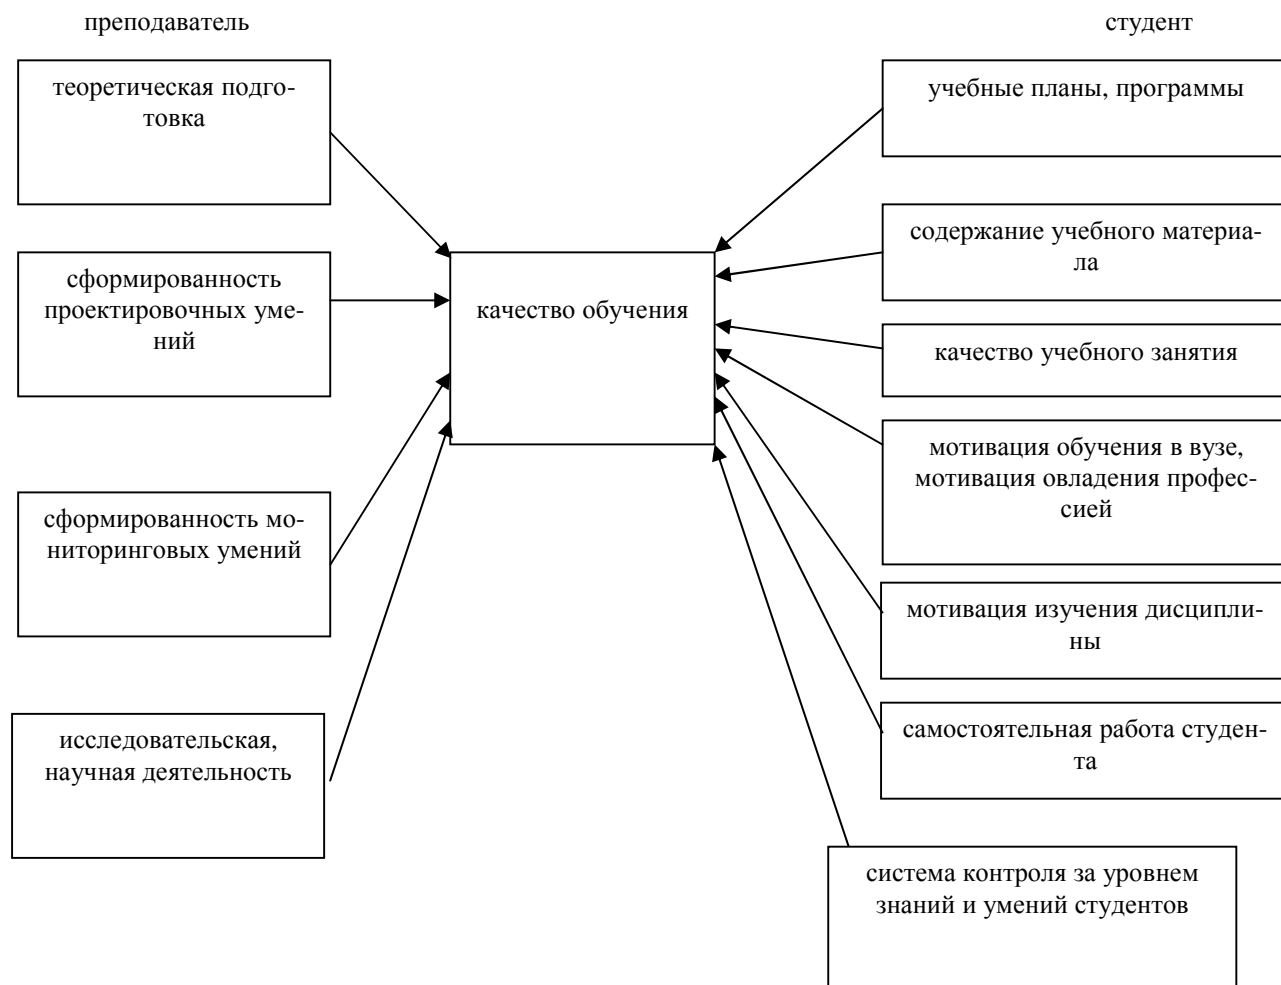 преподаватель
студент
теоретическая подго-
товка
сформированность
проектировочных уме-
ний
сформированность мо-
ниторинговых умений
исследовательская,
научная деятельность
качество обучения
учебные планы, программы
содержание учебного материа-
ла
качество учебного занятия
мотивация обучения в вузе,
мотивация овладения профес-
сией
мотивация изучения дисципли-
ны
самостоятельная работа студен-
та
система контроля за уровнем
знаний и умений студентов